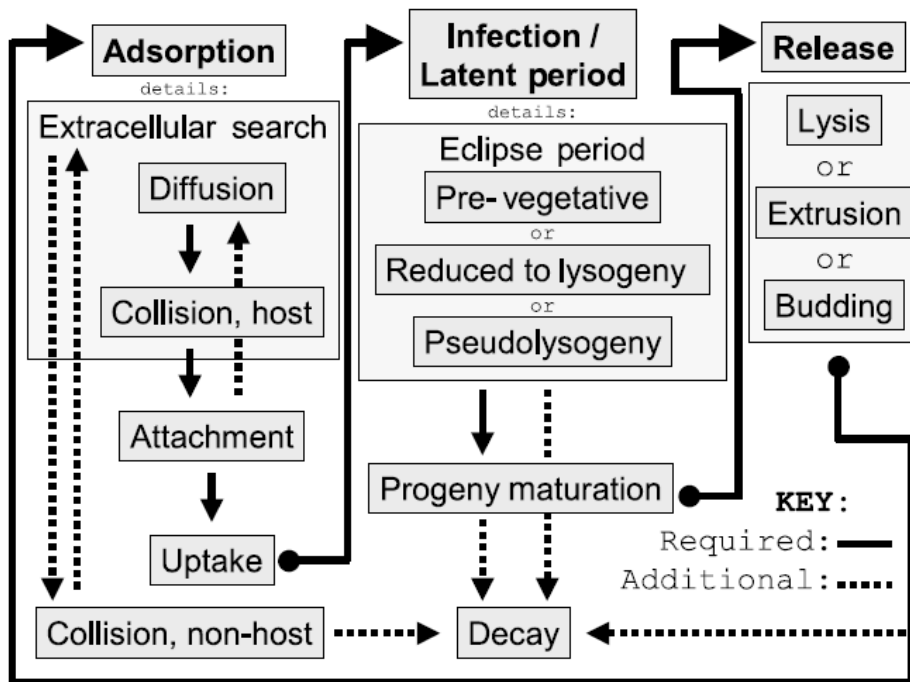 Adsorption
details:
Extracellular search
Diffusion
Collision, host
Attachment
Uptake
Collision, non-host
Infection /
Latent period
details:
Eclipse period
Pre-vegetative
or
Reduced to lysogeny
or
Pseudolysogeny
Progeny maturation
Decay
Release
Lysis
or
Extrusion
or
Budding
KEY:
Required:
Additional: